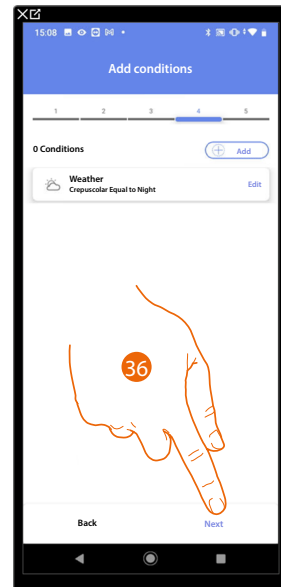 15:08
Add conditions
1 2 3 4 5
0 Conditions
Add
Weather
Crepuscolar Equal to Night
Edit
36
Back
Next